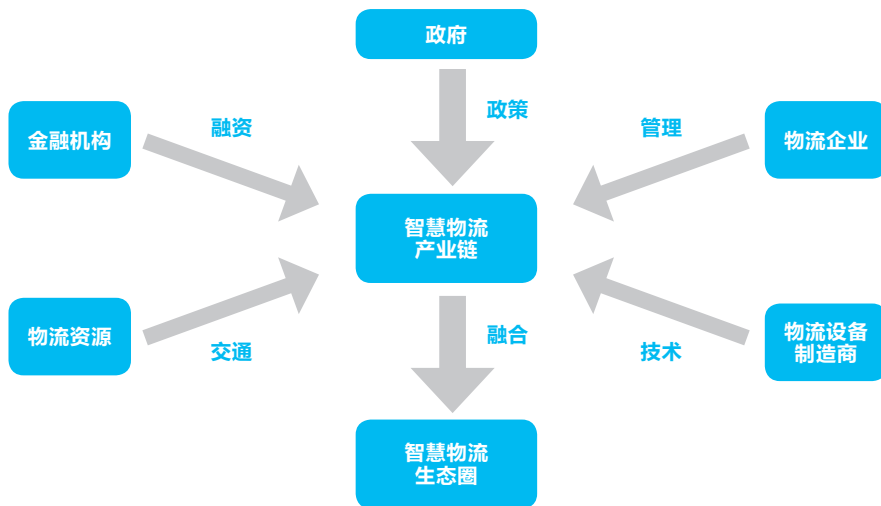 政府
政策
金融机构
融资
管理
物流企业
智慧物流
产业链
物流资源
交通
融合
技术
物流设备
制造商
智慧物流
生态圈